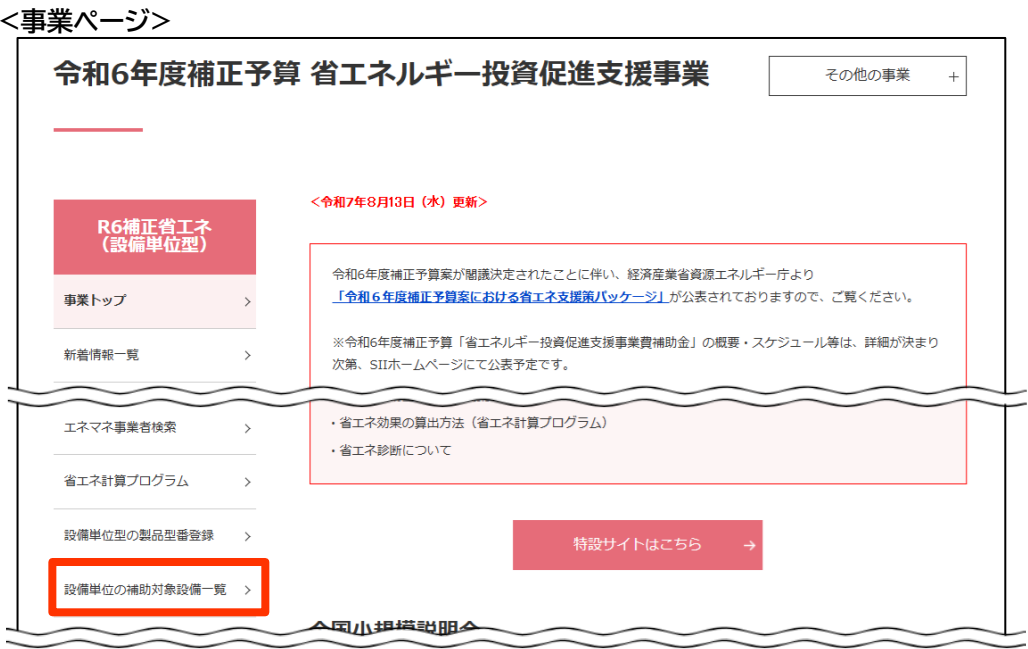 <事業ページ>
令和6年度補正予算 省エネルギー投資促進支援事業
その他の事業 +
<令和7年8月13日（水）更新>
R6補正省エネ
（設備単位型）
事業トップ
新着情報一覧
エネマネ事業者検索
省エネ計算プログラム
設備単位型の製品型番登録
設備単位の補助対象設備一覧
令和6年度補正予算案が閣議決定されたことに伴い、経済産業省資源エネルギー庁より
「令和６年度補正予算案における省エネ支援策パッケージ」が公表されておりますので、ご覧ください。
※令和6年度補正予算「省エネルギー投資促進支援事業費補助金」の概要・スケジュール等は、詳細が決まり
次第、SIIホームページにて公表予定です。
・省エネ効果の算出方法（省エネ計算プログラム）
・省エネ診断について
特設サイトはこちら →
全国小規模説明会